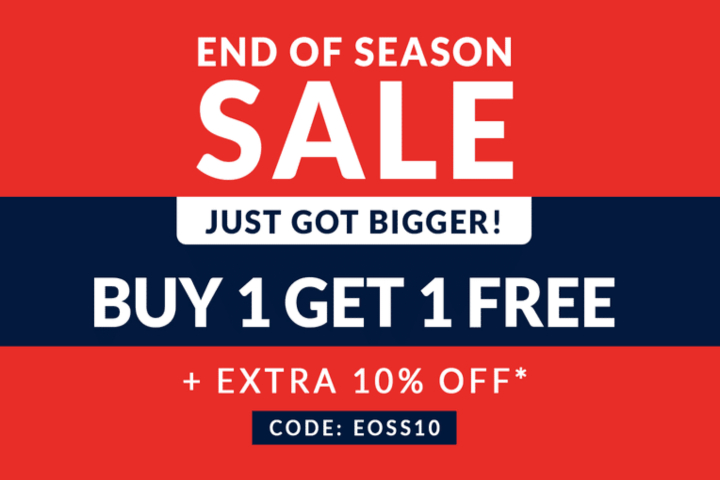 END OF SEASON
SALE
JUST GOT BIGGER!
BUY 1 GET 1 FREE
+ EXTRA 10% OFF*
CODE: EOSS10